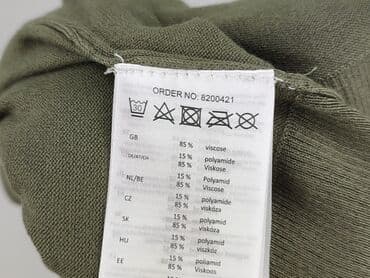 ORDER NO: 8200421
30
GB 85 % viscose
15 % polyamide
DE/AT/CH 85 % Viskose
15 % Polyamid
NL/BE 85 % Viskose
15 % polyamide
CZ 85 % viskóza
15 % polyamid
SK 85 % viskóza
15 % polyamid
HU 85 % viszkóz
15 % poliamid
EE 85 % Viskoos